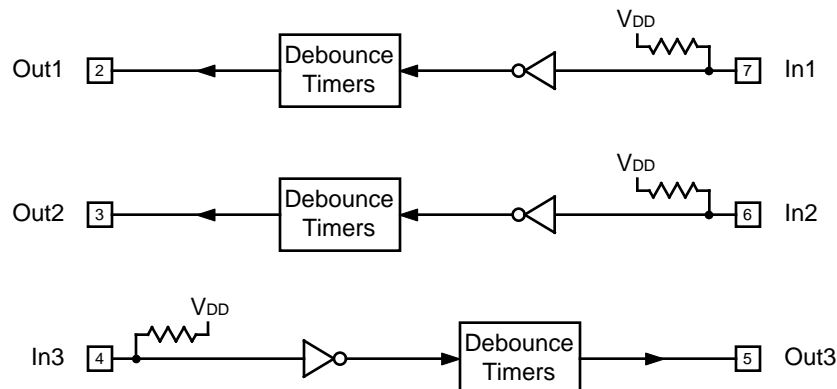 VDD
Out1 2 Debounce Timers 7 In1
VDD
Out2 3 Debounce Timers 6 In2
VDD
In3 4 Debounce Timers 5 Out3